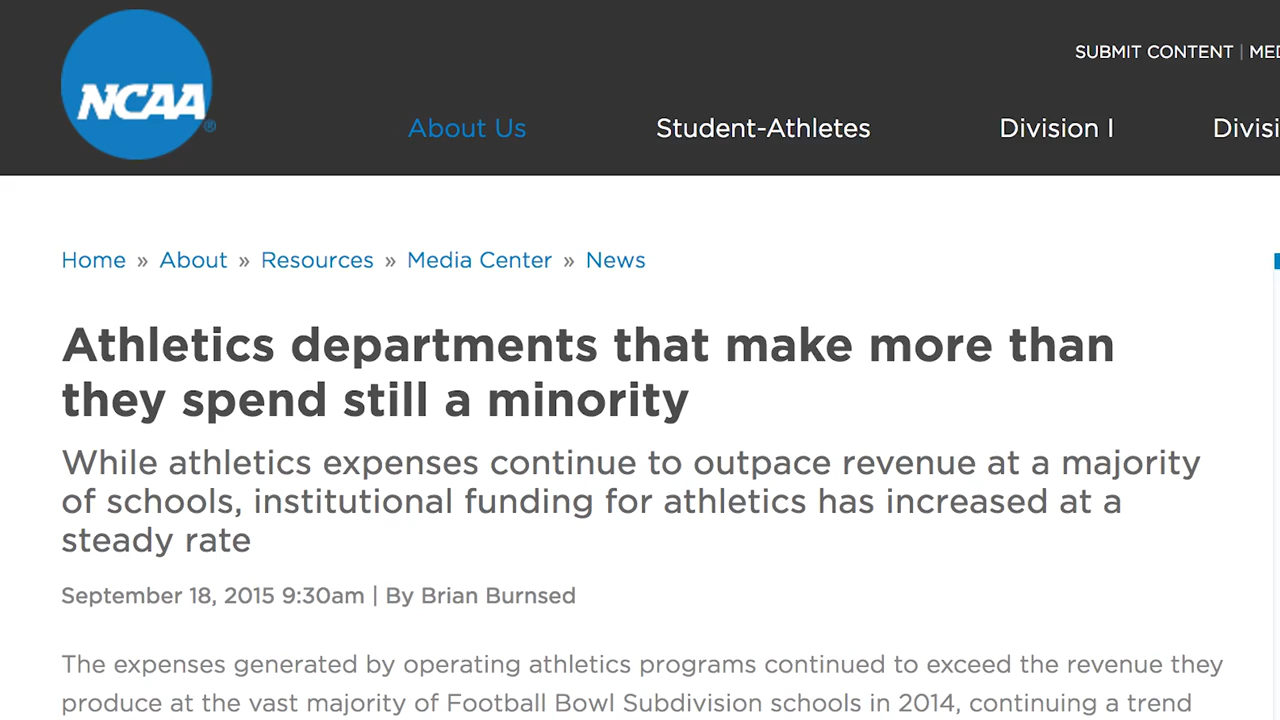 NCAA®
SUBMIT CONTENT |
About Us Student-Athletes Division I
Home » About » Resources » Media Center » News
Athletics departments that make more than
they spend still a minority
While athletics expenses continue to outpace revenue at a majority
of schools, institutional funding for athletics has increased at a
steady rate
September 18, 2015 9:30am | By Brian Burnsed
The expenses generated by operating athletics programs continued to exceed the revenue they
produce at the vast majority of Football Bowl Subdivision schools in 2014, continuing a trend